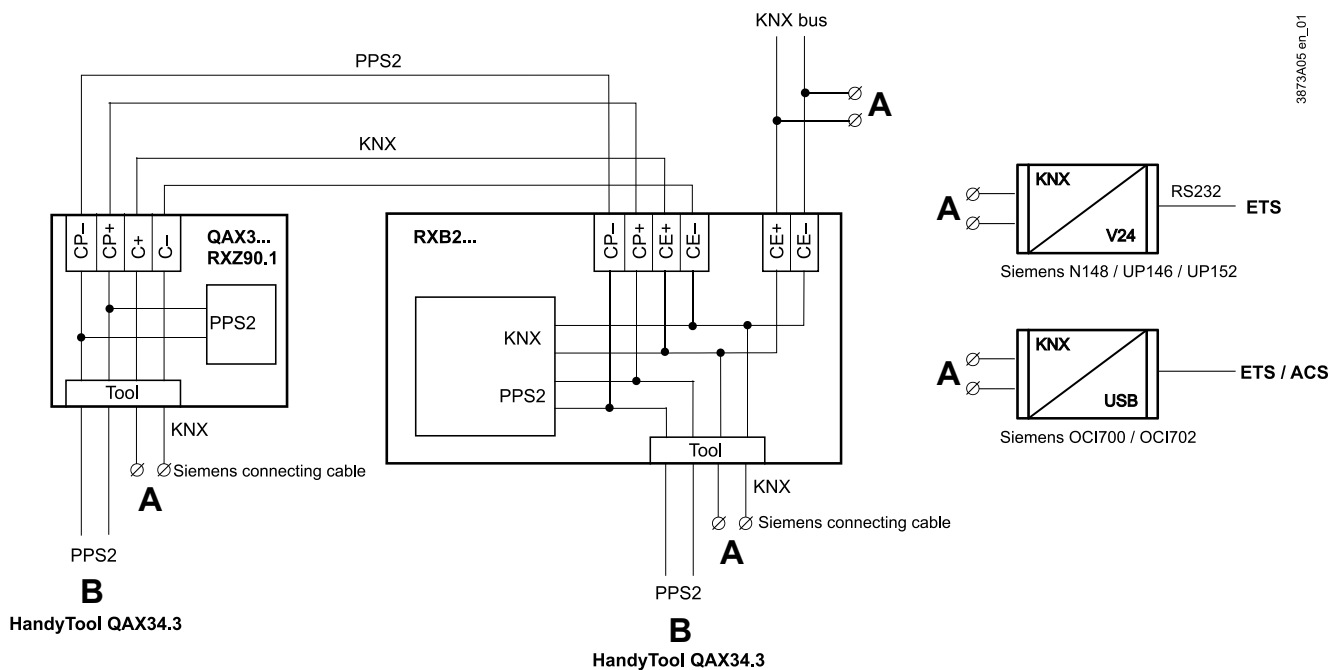 KNX bus
3873A05 en_01
PPS2
A
KNX
KNX
RS232
A
ETS
V24
Siemens N148 / UP146 / UP152
CP–
CP+
C+
C–
QAX3...
RXZ90.1
RXB2...
CP–
CP+
CE+
CE–
CE+
CE–
PPS2
KNX
PPS2
KNX
A
ETS / ACS
USB
Siemens OCI700 / OCI702
Tool
KNX
Siemens connecting cable
A
Tool
KNX
Siemens connecting cable
A
PPS2
B
HandyTool QAX34.3
PPS2
B
HandyTool QAX34.3